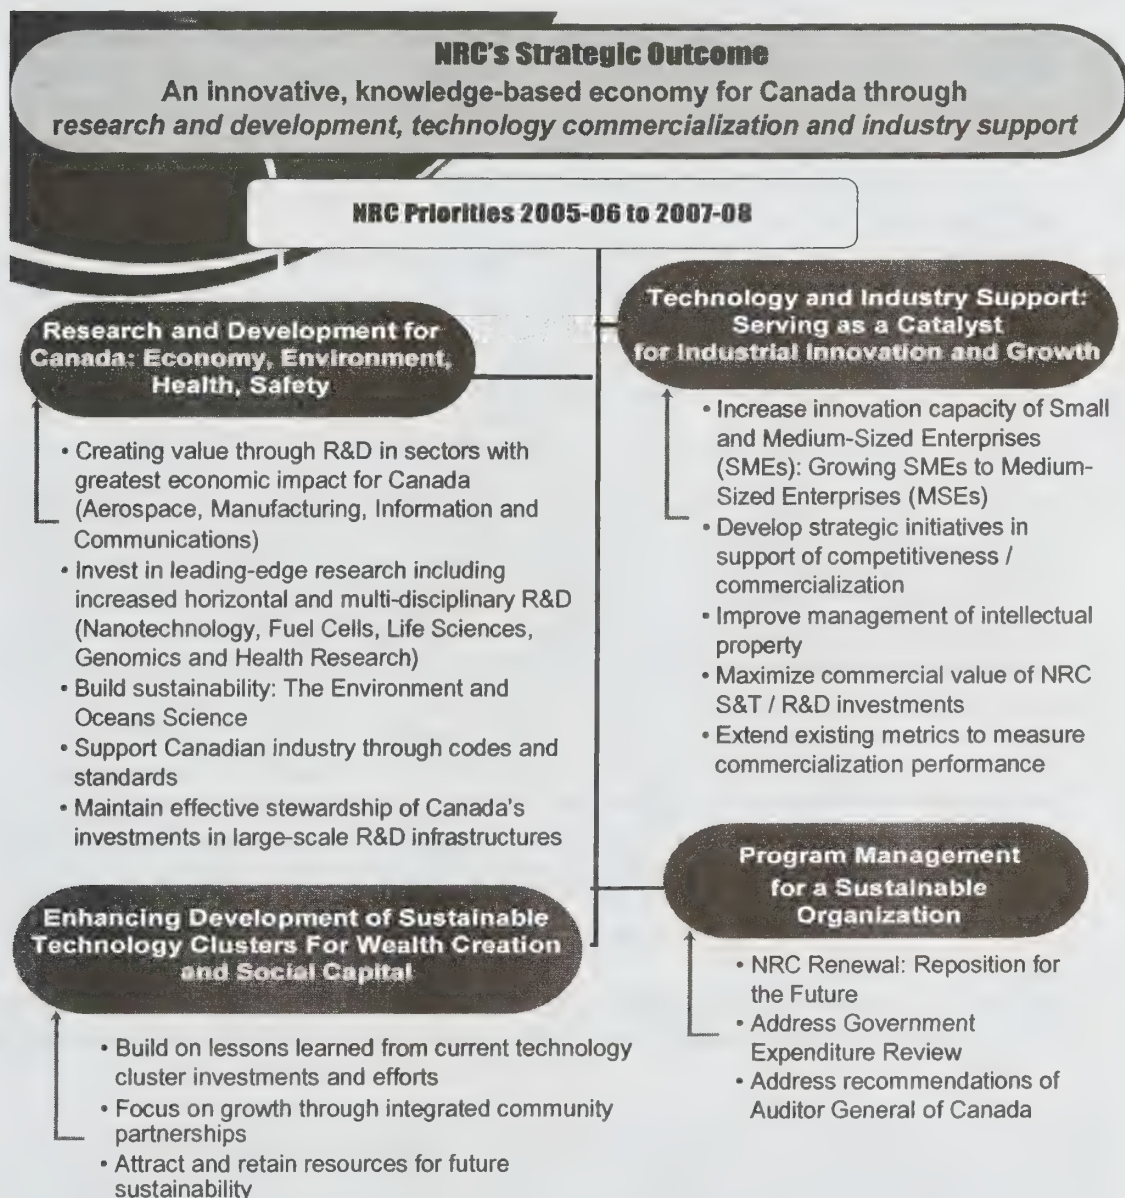 NRC's Strategic Outcome
An innovative, knowledge-based economy for Canada through
research and development, technology commercialization and industry support
NRC Priorities 2005-06 to 2007-08
Research and Development for
Canada: Economy, Environment,
Health, Safety
• Creating value through R&D in sectors with
greatest economic impact for Canada
(Aerospace, Manufacturing, Information and
Communications)
• Invest in leading-edge research including
increased horizontal and multi-disciplinary R&D
(Nanotechnology, Fuel Cells, Life Sciences,
Genomics and Health Research)
• Build sustainability: The Environment and
Oceans Science
• Support Canadian industry through codes and
standards
• Maintain effective stewardship of Canada's
investments in large-scale R&D infrastructures
Technology and Industry Support:
Serving as a Catalyst
for Industrial Innovation and Growth
• Increase innovation capacity of Small
and Medium-Sized Enterprises
(SMEs): Growing SMEs to Medium-
Sized Enterprises (MSEs)
• Develop strategic initiatives in
support of competitiveness /
commercialization
• Improve management of intellectual
property
• Maximize commercial value of NRC
S&T / R&D investments
• Extend existing metrics to measure
commercialization performance
Enhancing Development of Sustainable
Technology Clusters For Wealth Creation
and Social Capital
• Build on lessons learned from current technology
cluster investments and efforts
• Focus on growth through integrated community
partnerships
• Attract and retain resources for future
sustainability
Program Management
for a Sustainable
Organization
• NRC Renewal: Reposition for
the Future
• Address Government
Expenditure Review
• Address recommendations of
Auditor General of Canada